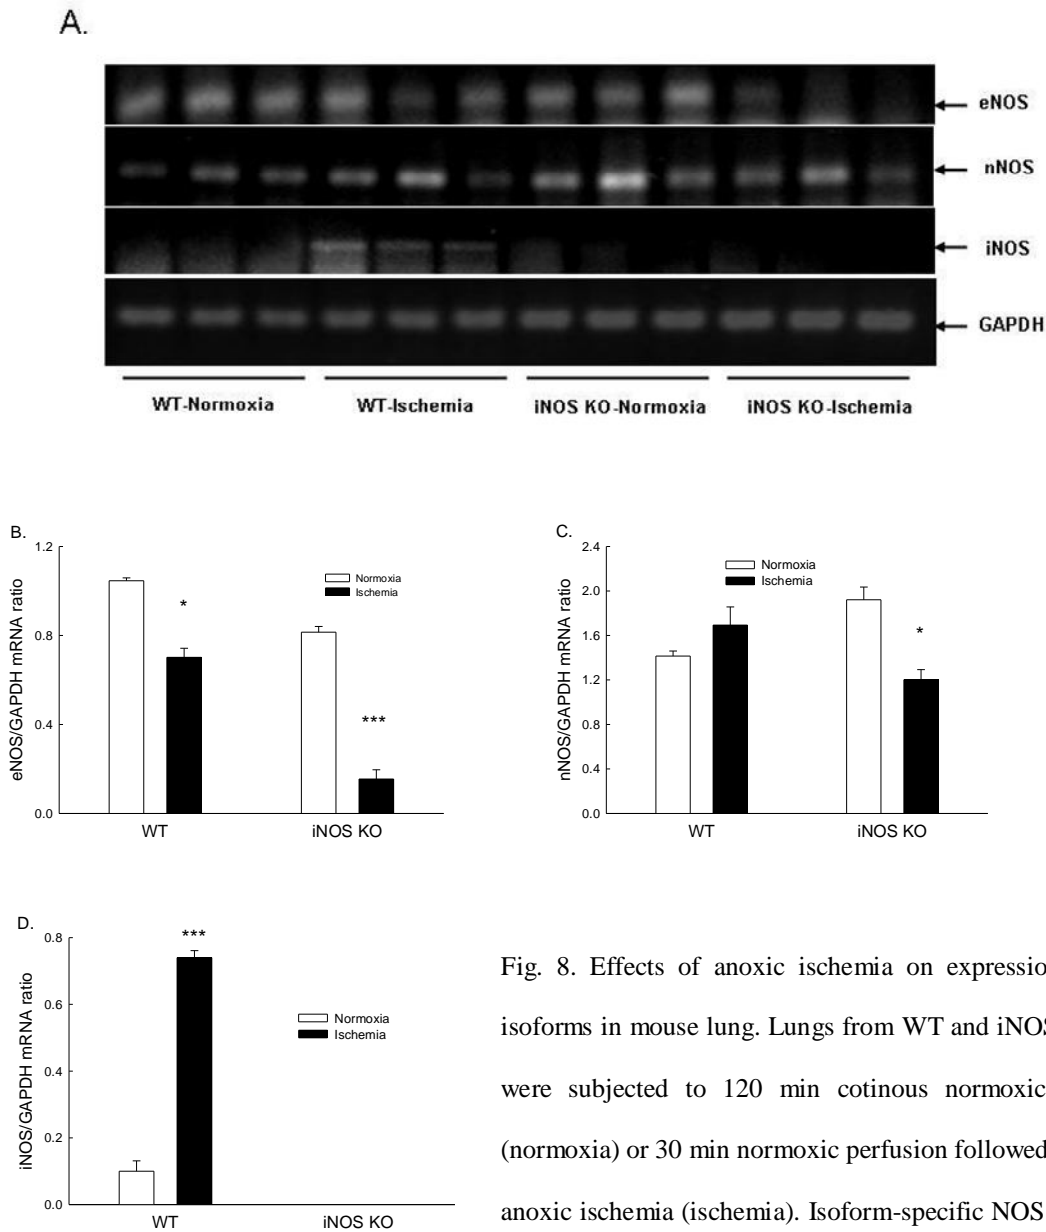 A.
eNOS
nNOS
iNOS
GAPDH
WT-Normoxia WT-Ischemia iNOS KO-Normoxia iNOS KO-Ischemia
B.
eNOS/GAPDH mRNA ratio
1.2
0.8
0.4
0.0
*
***
Normoxia
Ischemia
WT iNOS KO
C.
nNOS/GAPDH mRNA ratio
2.4
2.0
1.6
1.2
0.8
0.4
0.0
Normoxia
Ischemia
*
WT iNOS KO
D.
iNOS/GAPDH mRNA ratio
0.8
0.6
0.4
0.2
0.0
***
Normoxia
Ischemia
WT iNOS KO
Fig. 8. Effects of anoxic ischemia on expressio
isoforms in mouse lung. Lungs from WT and iNOS
were subjected to 120 min cotinous normoxic
(normoxia) or 30 min normoxic perfusion followed
anoxic ischemia (ischemia). Isoform-specific NOS